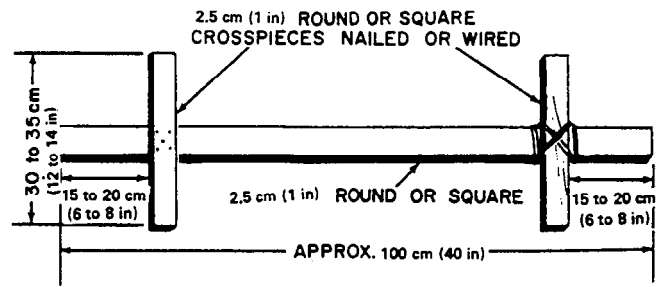 2.5 cm (1 in) ROUND OR SQUARE
CROSSPIECES NAILED OR WIRED
30 to 35 cm
(12 to 14 in)
15 to 20 cm
(6 to 8 in)
2.5 cm (1 in) ROUND OR SQUARE
15 to 20 cm
(6 to 8 in)
APPROX. 100 cm (40 in)